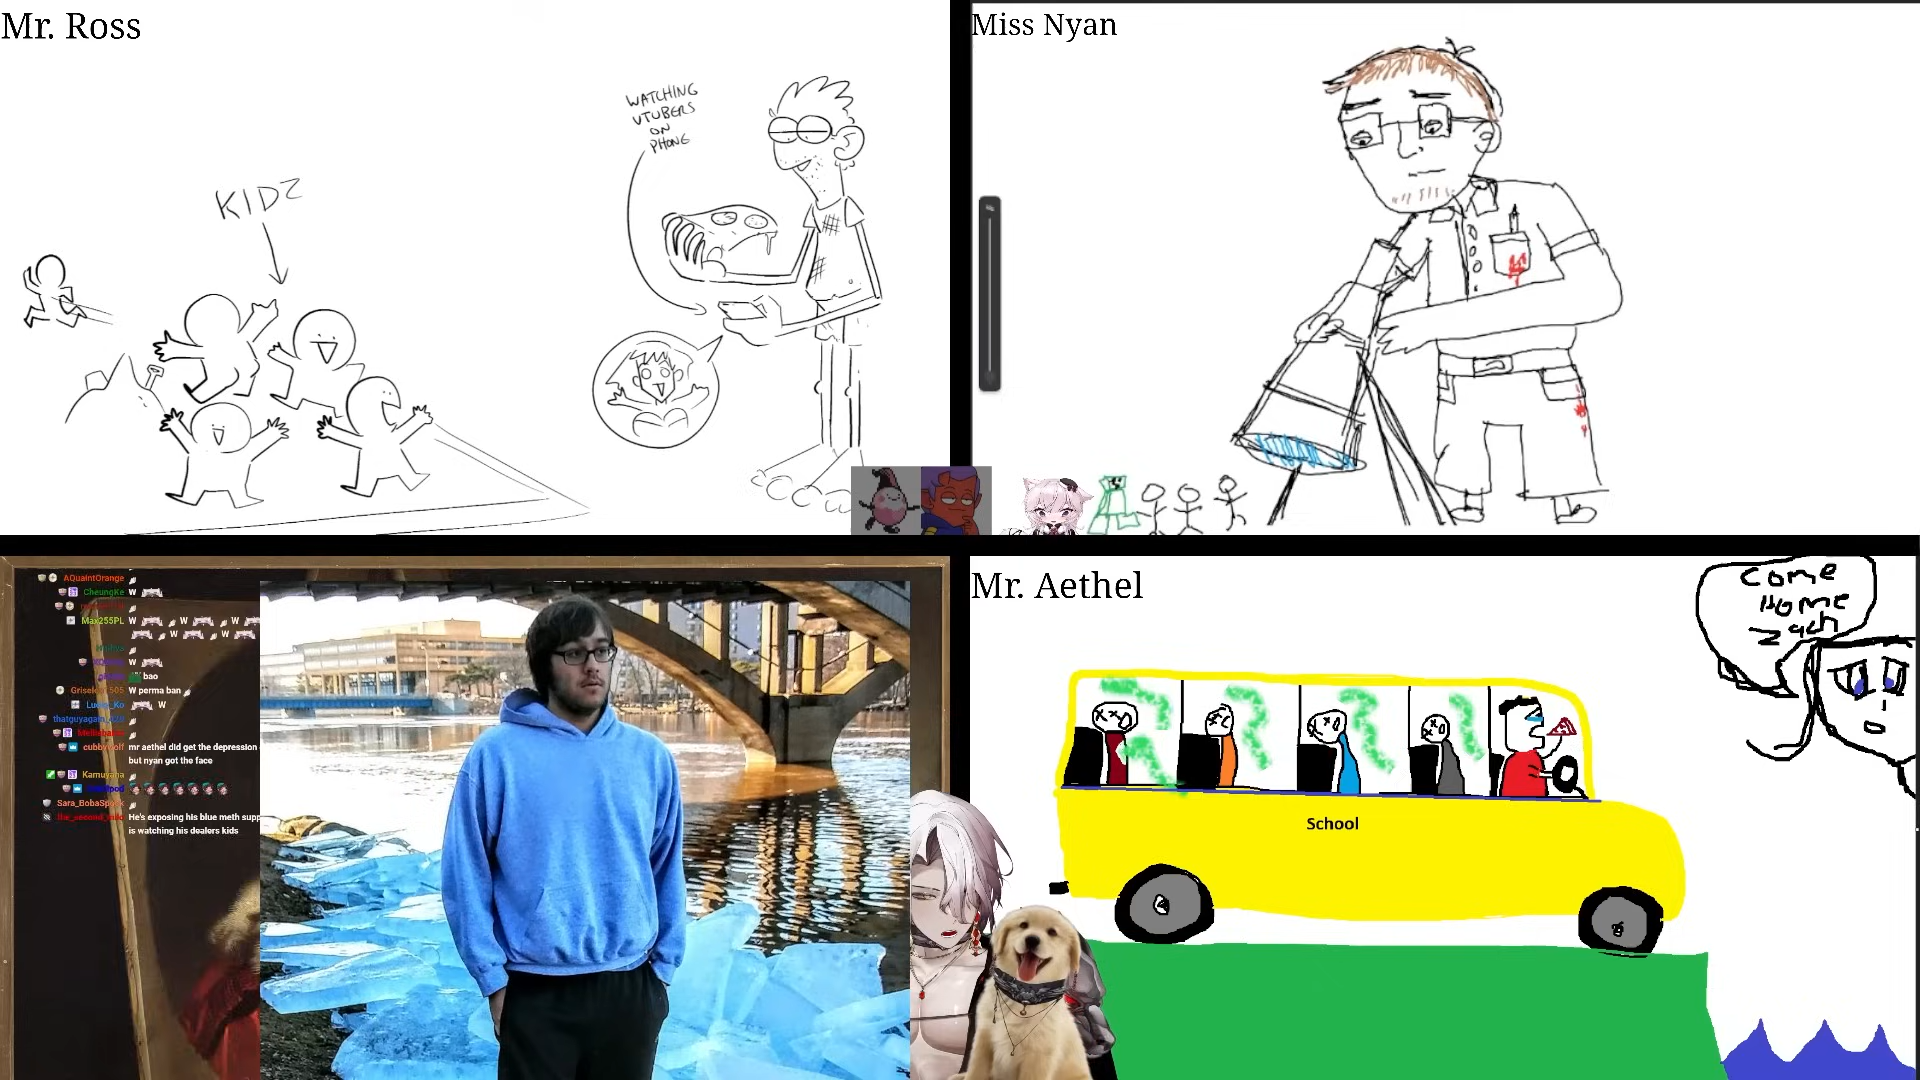 Mr. Ross
WATCHING
VTUBERS
ON
PHONE
KIDZ
Miss Nyan
AQuaintOrange
CheungKe W
Max255PL W W W
W W
W
bao
W perma ban
W
cubbywolf mr aethel did get the depression
but nyan got the face
Kamuyana
Sara_BobaSpook
He's exposing his blue meth supp
is watching his dealers kids
Mr. Aethel
COME
HOME
Zach
School